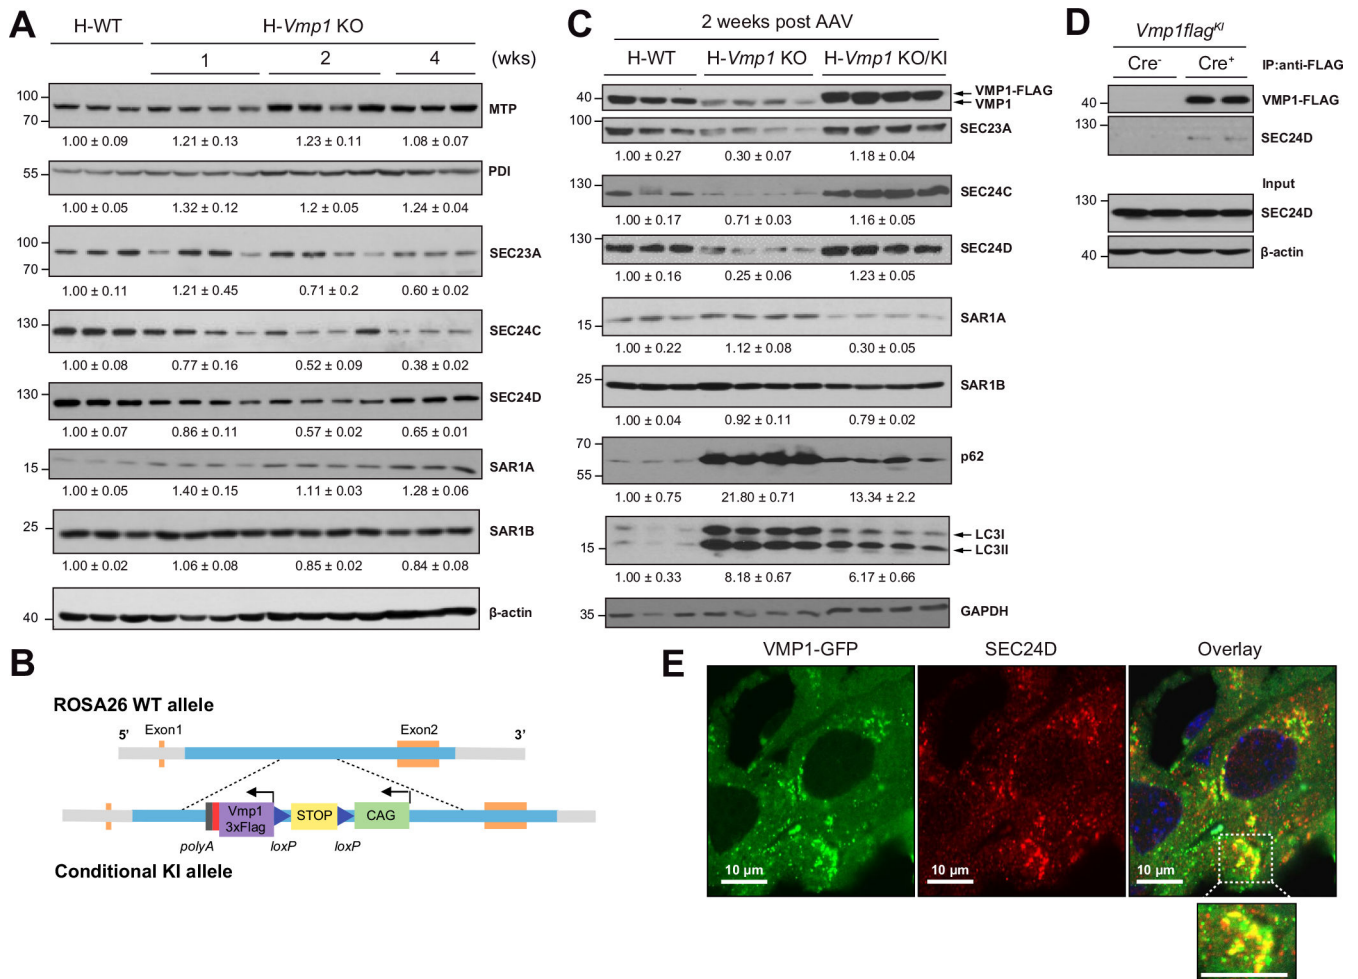 A
H-WT
H-Vmp1 KO
1
2
4
(wks)
100
70
MTP
1.00 ± 0.09
1.21 ± 0.13
1.23 ± 0.11
1.08 ± 0.07
55
PDI
1.00 ± 0.05
1.32 ± 0.12
1.2 ± 0.05
1.24 ± 0.04
100
70
SEC23A
1.00 ± 0.11
1.21 ± 0.45
0.71 ± 0.2
0.60 ± 0.02
130
SEC24C
1.00 ± 0.08
0.77 ± 0.16
0.52 ± 0.09
0.38 ± 0.02
130
SEC24D
1.00 ± 0.07
0.86 ± 0.11
0.57 ± 0.02
0.65 ± 0.01
15
SAR1A
1.00 ± 0.05
1.40 ± 0.15
1.11 ± 0.03
1.28 ± 0.06
25
SAR1B
1.00 ± 0.02
1.06 ± 0.08
0.85 ± 0.02
0.84 ± 0.08
40
β-actin
B
ROSA26 WT allele
5'
Exon1
Exon2
3'
Vmp1
3xFlag
STOP
CAG
polyA
loxP
loxP
Conditional KI allele
C
2 weeks post AAV
H-WT
H-Vmp1 KO
H-Vmp1 KO/KI
40
VMP1-FLAG
VMP1
100
SEC23A
1.00 ± 0.27
0.30 ± 0.07
1.18 ± 0.04
130
SEC24C
1.00 ± 0.17
0.71 ± 0.03
1.16 ± 0.05
130
SEC24D
1.00 ± 0.16
0.25 ± 0.06
1.23 ± 0.05
15
SAR1A
1.00 ± 0.22
1.12 ± 0.08
0.30 ± 0.05
25
SAR1B
1.00 ± 0.04
0.92 ± 0.11
0.79 ± 0.02
70
55
p62
1.00 ± 0.75
21.80 ± 0.71
13.34 ± 2.2
15
LC3I
LC3II
1.00 ± 0.33
8.18 ± 0.67
6.17 ± 0.66
35
GAPDH
D
Vmp1flagKI
Cre-
Cre+
IP:anti-FLAG
40
VMP1-FLAG
130
SEC24D
Input
130
SEC24D
40
β-actin
E
VMP1-GFP
SEC24D
Overlay
10 µm
10 µm
10 µm